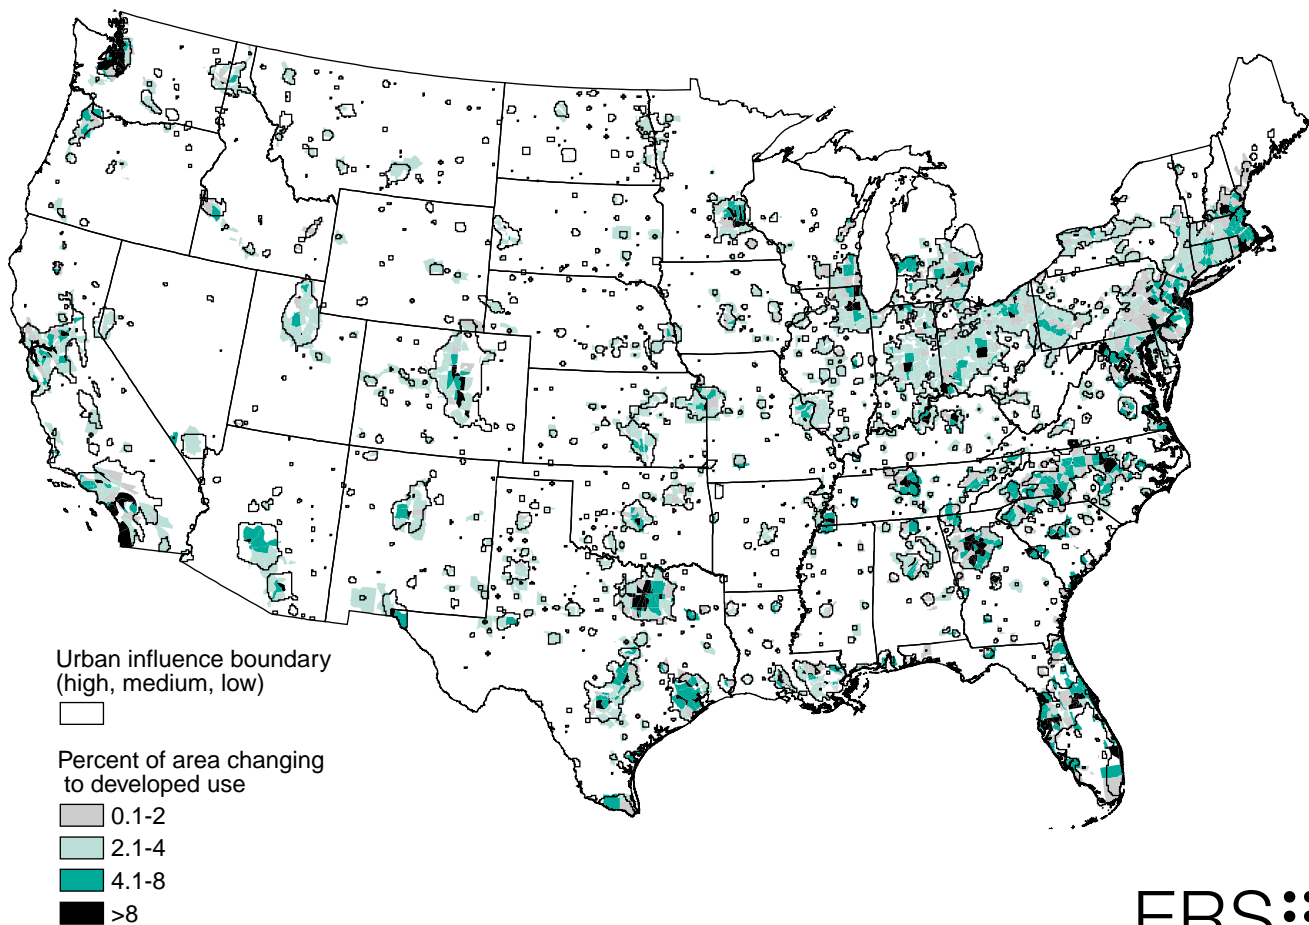 Urban influence boundary
(high, medium, low)
Percent of area changing
to developed use
0.1-2
2.1-4
4.1-8
>8
ERS